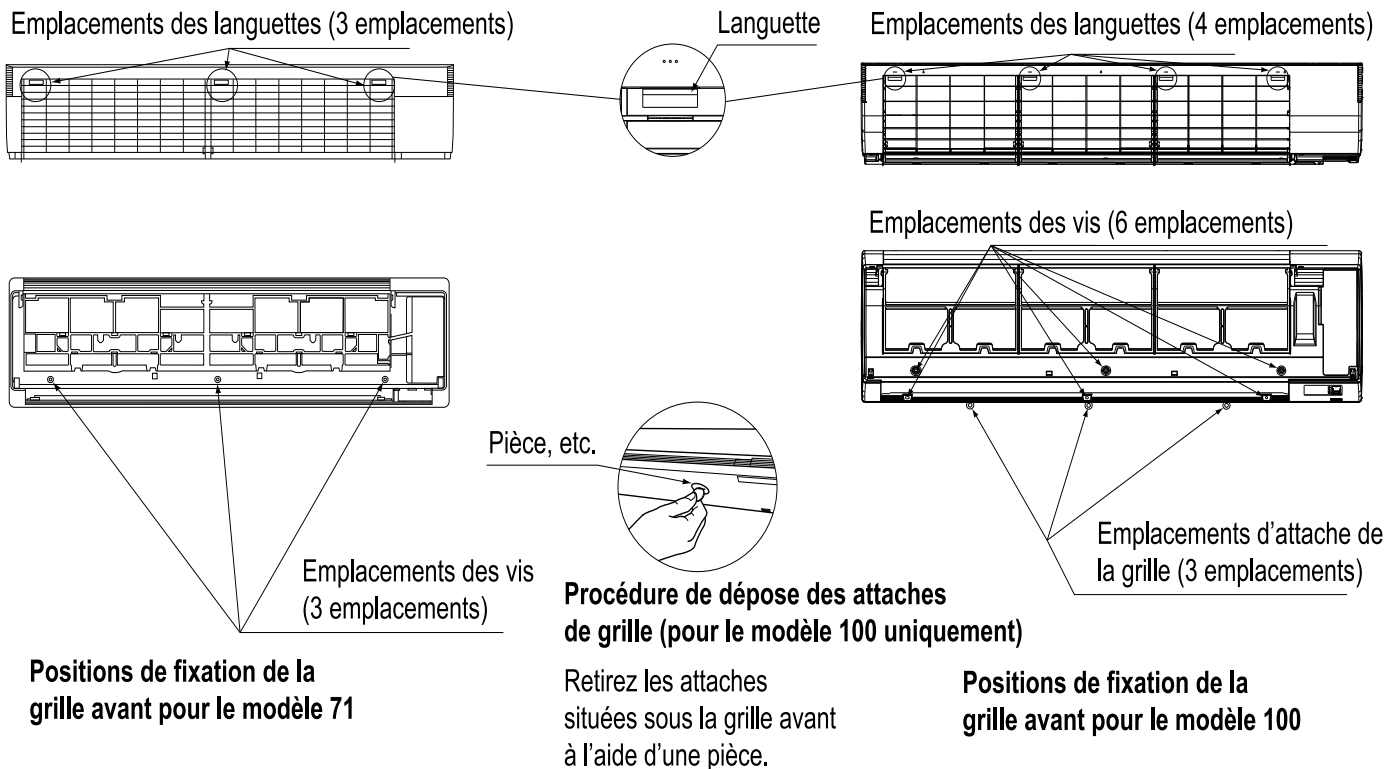 Emplacements des languettes (3 emplacements)
Languette
Emplacements des languettes (4 emplacements)
Emplacements des vis (6 emplacements)
Pièce, etc.
Emplacements des vis
(3 emplacements)
Emplacements d'attache de
la grille (3 emplacements)
Procédure de dépose des attaches
de grille (pour le modèle 100 uniquement)
Retirez les attaches
situées sous la grille avant
à l'aide d'une pièce.
Positions de fixation de la
grille avant pour le modèle 71
Positions de fixation de la
grille avant pour le modèle 100